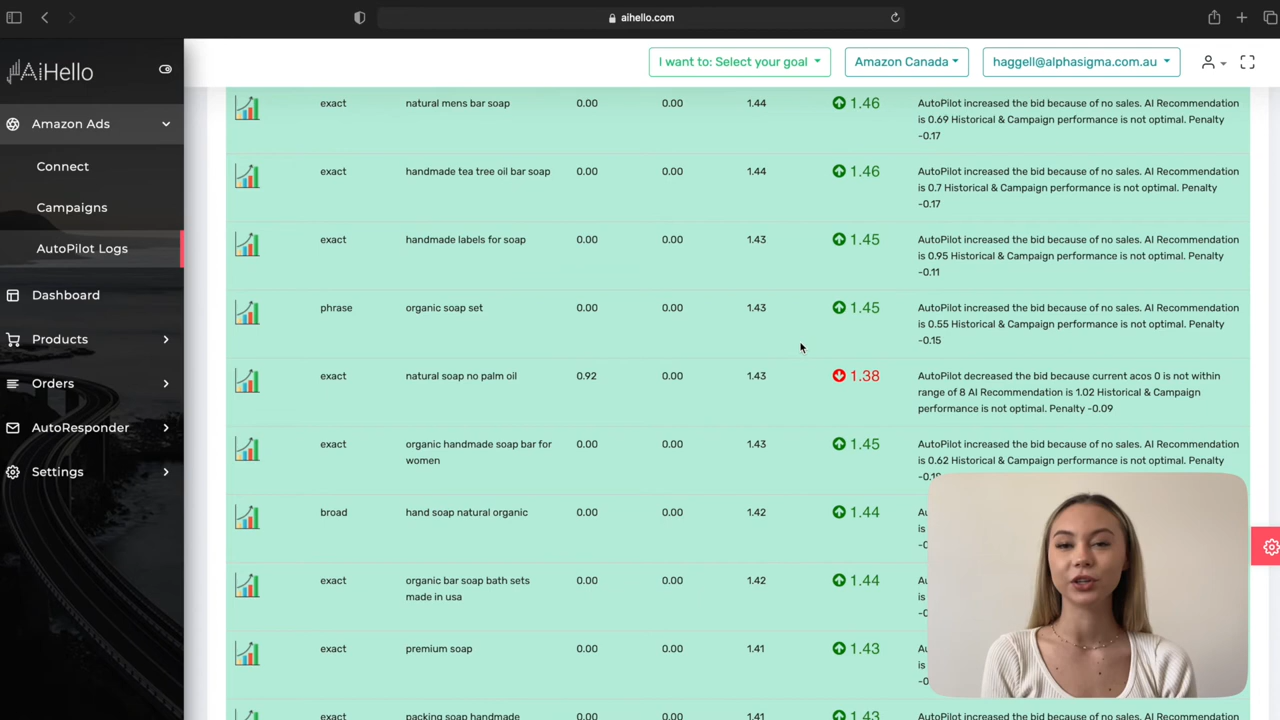 aihello.com
AiHello
I want to: Select your goal
Amazon Canada
haggell@alphasigma.com.au
Amazon Ads
Connect
Campaigns
AutoPilot Logs
Dashboard
Products
Orders
AutoResponder
Settings
exact natural mens bar soap 0.00 0.00 1.44 1.46 AutoPilot increased the bid because of no sales. AI Recommendation
is 0.69 Historical & Campaign performance is not optimal. Penalty
-0.17
exact handmade tea tree oil bar soap 0.00 0.00 1.44 1.46 AutoPilot increased the bid because of no sales. AI Recommendation
is 0.7 Historical & Campaign performance is not optimal. Penalty
-0.17
exact handmade labels for soap 0.00 0.00 1.43 1.45 AutoPilot increased the bid because of no sales. AI Recommendation
is 0.95 Historical & Campaign performance is not optimal. Penalty
-0.11
phrase organic soap set 0.00 0.00 1.43 1.45 AutoPilot increased the bid because of no sales. AI Recommendation
is 0.55 Historical & Campaign performance is not optimal. Penalty
-0.15
exact natural soap no palm oil 0.92 0.00 1.43 1.38 AutoPilot decreased the bid because current acos 0 is not within
range of 8 AI Recommendation is 1.02 Historical & Campaign
performance is not optimal. Penalty -0.09
exact organic handmade soap bar for 0.00 0.00 1.43 1.45 AutoPilot increased the bid because of no sales. AI Recommendation
women is 0.62 Historical & Campaign performance is not optimal. Penalty
broad hand soap natural organic 0.00 0.00 1.42 1.44
is
exact organic bar soap bath sets 0.00 0.00 1.42 1.44
made in usa is
exact premium soap 0.00 0.00 1.41 1.43
is
exact packing soap handmade 0.00 0.00 1.41 1.43 AutoPilot increased the bid because of no sales. AI Recommendation